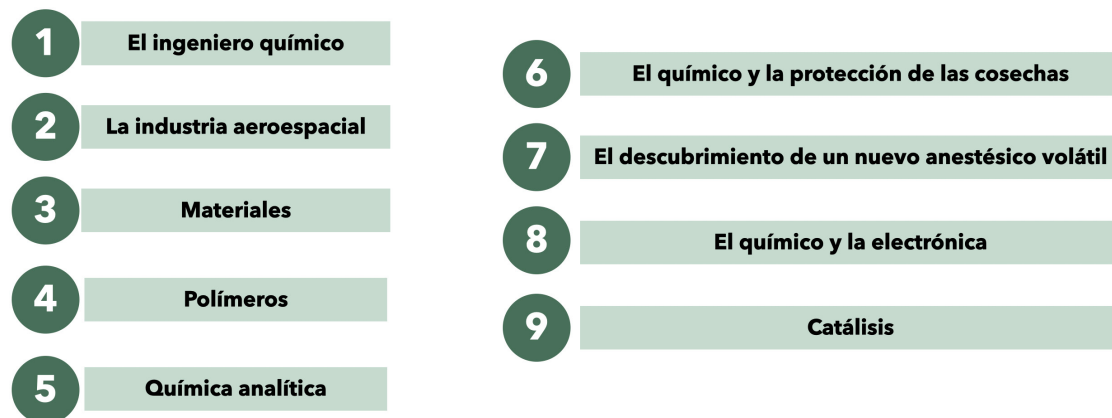 1 El ingeniero químico
2 La industria aeroespacial
3 Materiales
4 Polímeros
5 Química analítica
6 El químico y la protección de las cosechas
7 El descubrimiento de un nuevo anestésico volátil
8 El químico y la electrónica
9 Catálisis